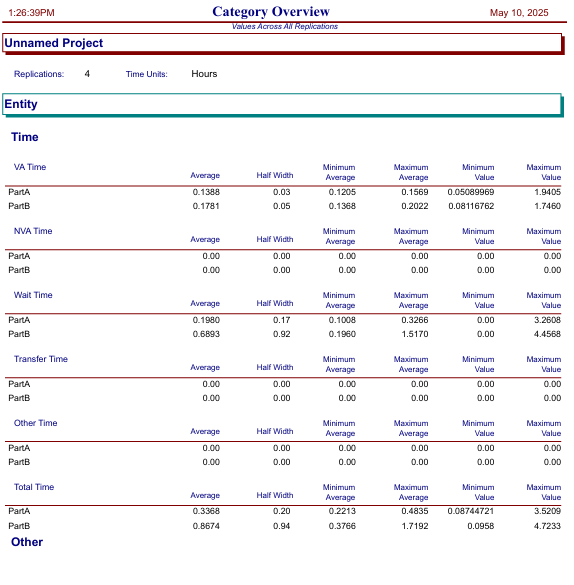 1:26:39PM Category Overview May 10, 2025
Values Across All Replications
Unnamed Project
Replications: 4 Time Units: Hours
Entity
Time
VA Time Average Half Width Minimum Average Maximum Average Minimum Value Maximum Value
PartA 0.1388 0.03 0.1205 0.1569 0.05089969 1.9405
PartB 0.1781 0.05 0.1368 0.2022 0.08116762 1.7460
NVA Time Average Half Width Minimum Average Maximum Average Minimum Value Maximum Value
PartA 0.00 0.00 0.00 0.00 0.00 0.00
PartB 0.00 0.00 0.00 0.00 0.00 0.00
Wait Time Average Half Width Minimum Average Maximum Average Minimum Value Maximum Value
PartA 0.1980 0.17 0.1008 0.3266 0.00 3.2608
PartB 0.6893 0.92 0.1960 1.5170 0.00 4.4568
Transfer Time Average Half Width Minimum Average Maximum Average Minimum Value Maximum Value
PartA 0.00 0.00 0.00 0.00 0.00 0.00
PartB 0.00 0.00 0.00 0.00 0.00 0.00
Other Time Average Half Width Minimum Average Maximum Average Minimum Value Maximum Value
PartA 0.00 0.00 0.00 0.00 0.00 0.00
PartB 0.00 0.00 0.00 0.00 0.00 0.00
Total Time Average Half Width Minimum Average Maximum Average Minimum Value Maximum Value
PartA 0.3368 0.20 0.2213 0.4835 0.08744721 3.5209
PartB 0.8674 0.94 0.3766 1.7192 0.0958 4.7233
Other